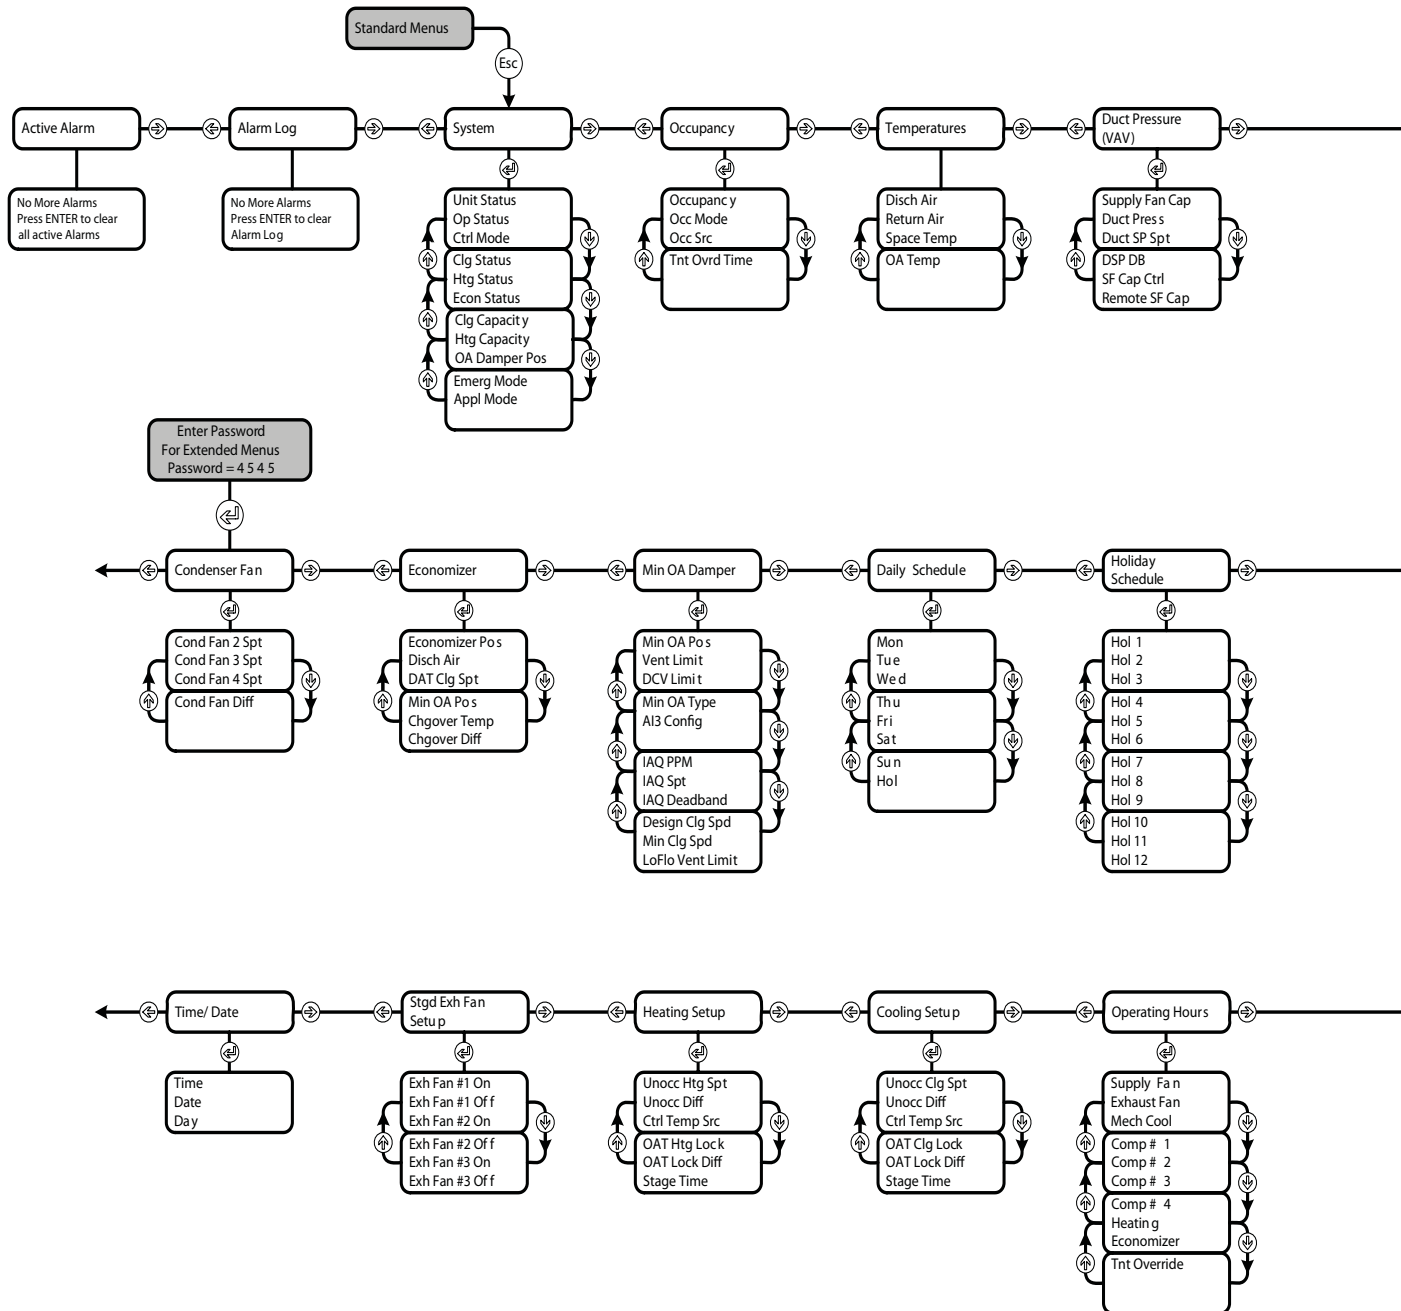 Standard Menus
Esc
Active Alarm
No More Alarms
Press ENTER to clear
all active Alarms
Alarm Log
No More Alarms
Press ENTER to clear
Alarm Log
System
Unit Status
Op Status
Ctrl Mode
Clg Status
Htg Status
Econ Status
Clg Capacity
Htg Capacity
OA Damper Pos
Emerg Mode
Appl Mode
Occupancy
Occupancy
Occ Mode
Occ Src
Tnt Ovrd Time
Temperatures
Disch Air
Return Air
Space Temp
OA Temp
Duct Pressure
(VAV)
Supply Fan Cap
Duct Press
Duct SP Spt
DSP DB
SF Cap Ctrl
Remote SF Cap
Enter Password
For Extended Menus
Password = 4 5 4 5
Condenser Fan
Cond Fan 2 Spt
Cond Fan 3 Spt
Cond Fan 4 Spt
Cond Fan Diff
Economizer
Economizer Pos
Disch Air
DAT Clg Spt
Min OA Pos
Chgover Temp
Chgover Diff
Min OA Damper
Min OA Pos
Vent Limit
DCV Limit
Min OA Type
AI3 Config
IAQ PPM
IAQ Spt
IAQ Deadband
Design Clg Spd
Min Clg Spd
LoFlo Vent Limit
Daily Schedule
Mon
Tue
Wed
Thu
Fri
Sat
Sun
Hol
Holiday
Schedule
Hol 1
Hol 2
Hol 3
Hol 4
Hol 5
Hol 6
Hol 7
Hol 8
Hol 9
Hol 10
Hol 11
Hol 12
Time/ Date
Time
Date
Day
Stgd Exh Fan
Setup
Exh Fan #1 On
Exh Fan #1 Off
Exh Fan #2 On
Exh Fan #2 Off
Exh Fan #3 On
Exh Fan #3 Off
Heating Setup
Unocc Htg Spt
Unocc Diff
Ctrl Temp Src
OAT Htg Lock
OAT Lock Diff
Stage Time
Cooling Setup
Unocc Clg Spt
Unocc Diff
Ctrl Temp Src
OAT Clg Lock
OAT Lock Diff
Stage Time
Operating Hours
Supply Fan
Exhaust Fan
Mech Cool
Comp # 1
Comp # 2
Comp # 3
Comp # 4
Heating
Economizer
Tnt Override